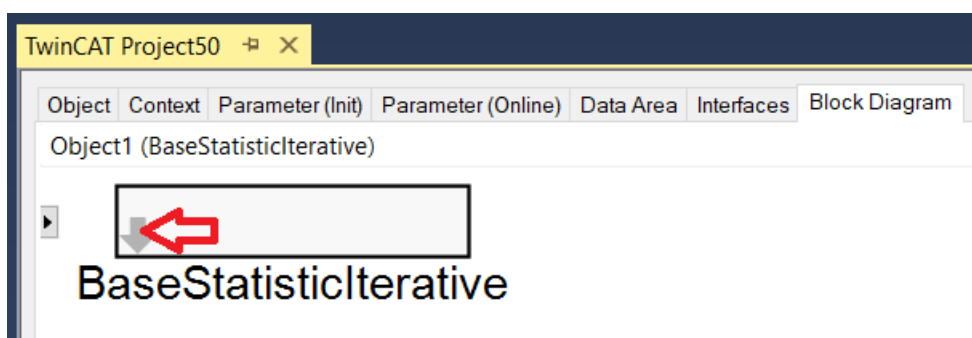 TwinCAT Project50
Object Context Parameter (Init) Parameter (Online) Data Area Interfaces Block Diagram
Object1 (BaseStatisticIterative)
BaseStatisticIterative